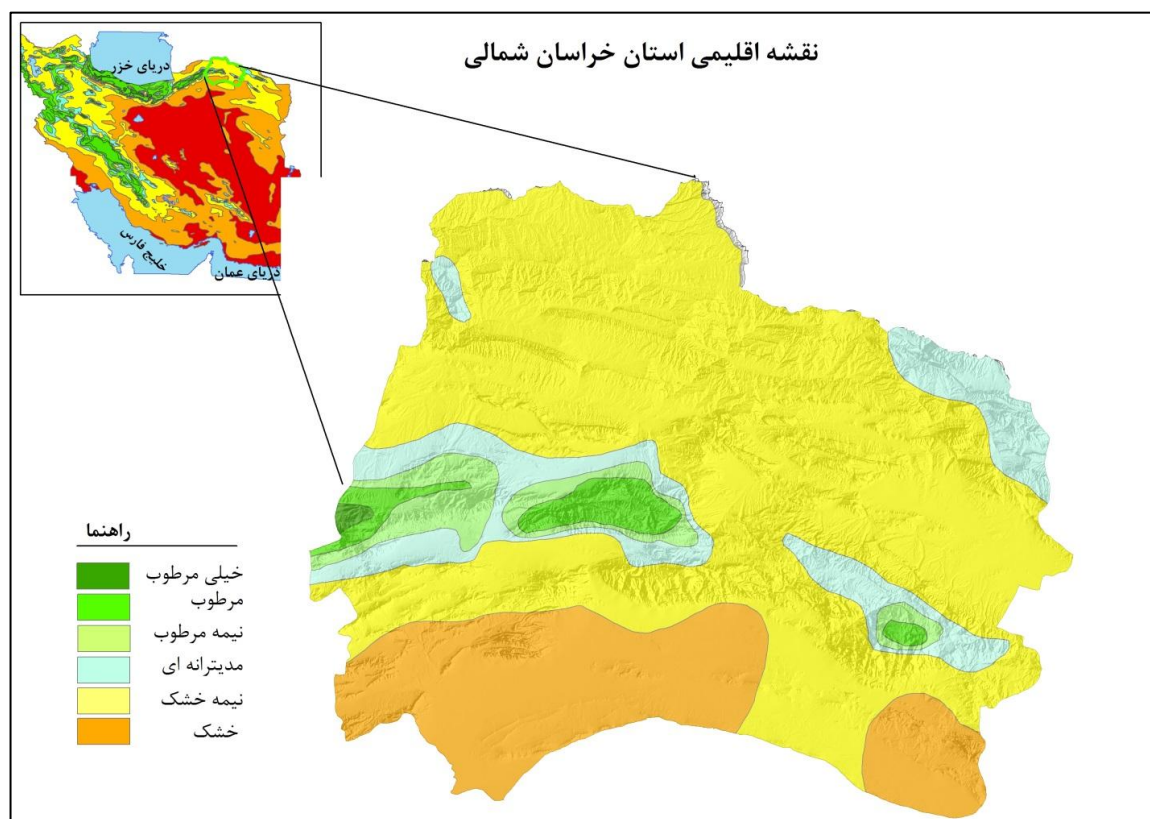 نقشه اقلیمی استان خراسان شمالی
دریای خزر
خلیج فارس
دریای عمان
راهنما
خیلی مرطوب
مرطوب
نیمه مرطوب
مدیترانه ای
نیمه خشک
خشک